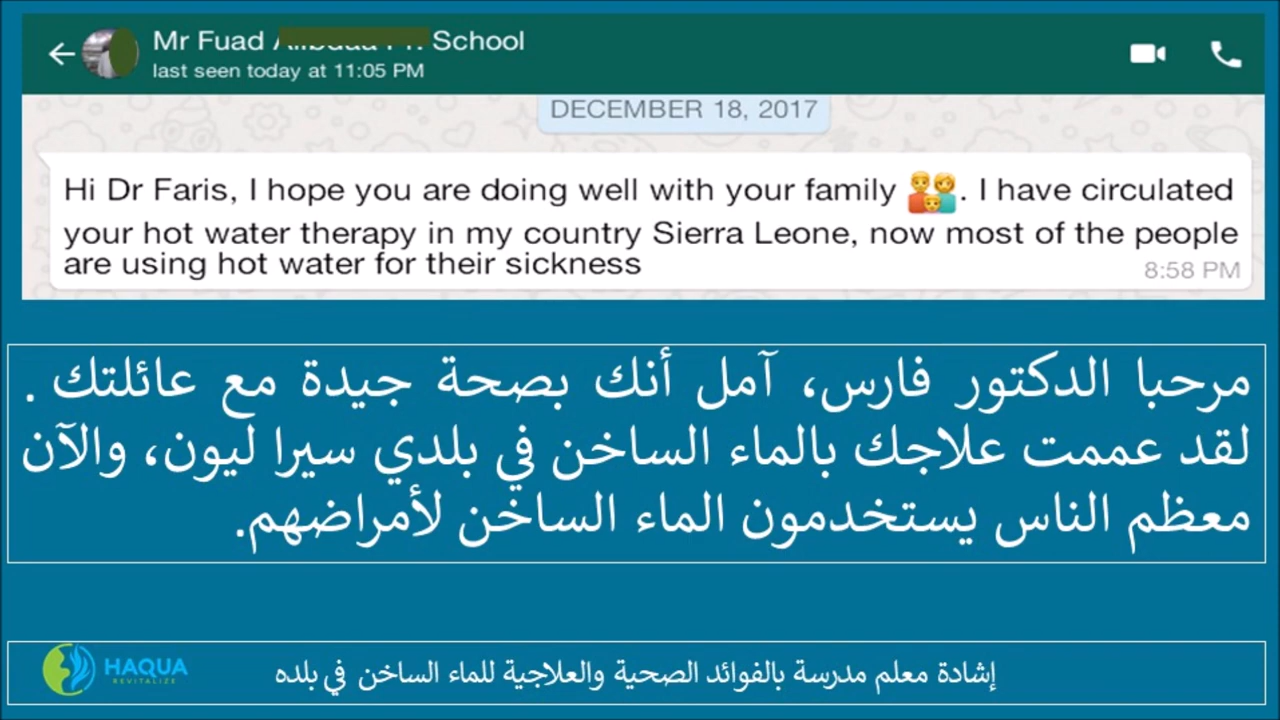 Mr Fuad School
last seen today at 11:05 PM
DECEMBER 18, 2017
Hi Dr Faris, I hope you are doing well with your family 👨‍👩‍👦. I have circulated
your hot water therapy in my country Sierra Leone, now most of the people
are using hot water for their sickness
8:58 PM
مرحبا الدكتور فارس، آمل أنك بصحة جيدة مع عائلتك .
لقد عممت علاجك بالماء الساخن في بلدي سيرا ليون، والآن
معظم الناس يستخدمون الماء الساخن لأمراضهم.
HAQUA
REVITALIZE
إشادة معلم مدرسة بالفوائد الصحية والعلاجية للماء الساخن في بلده